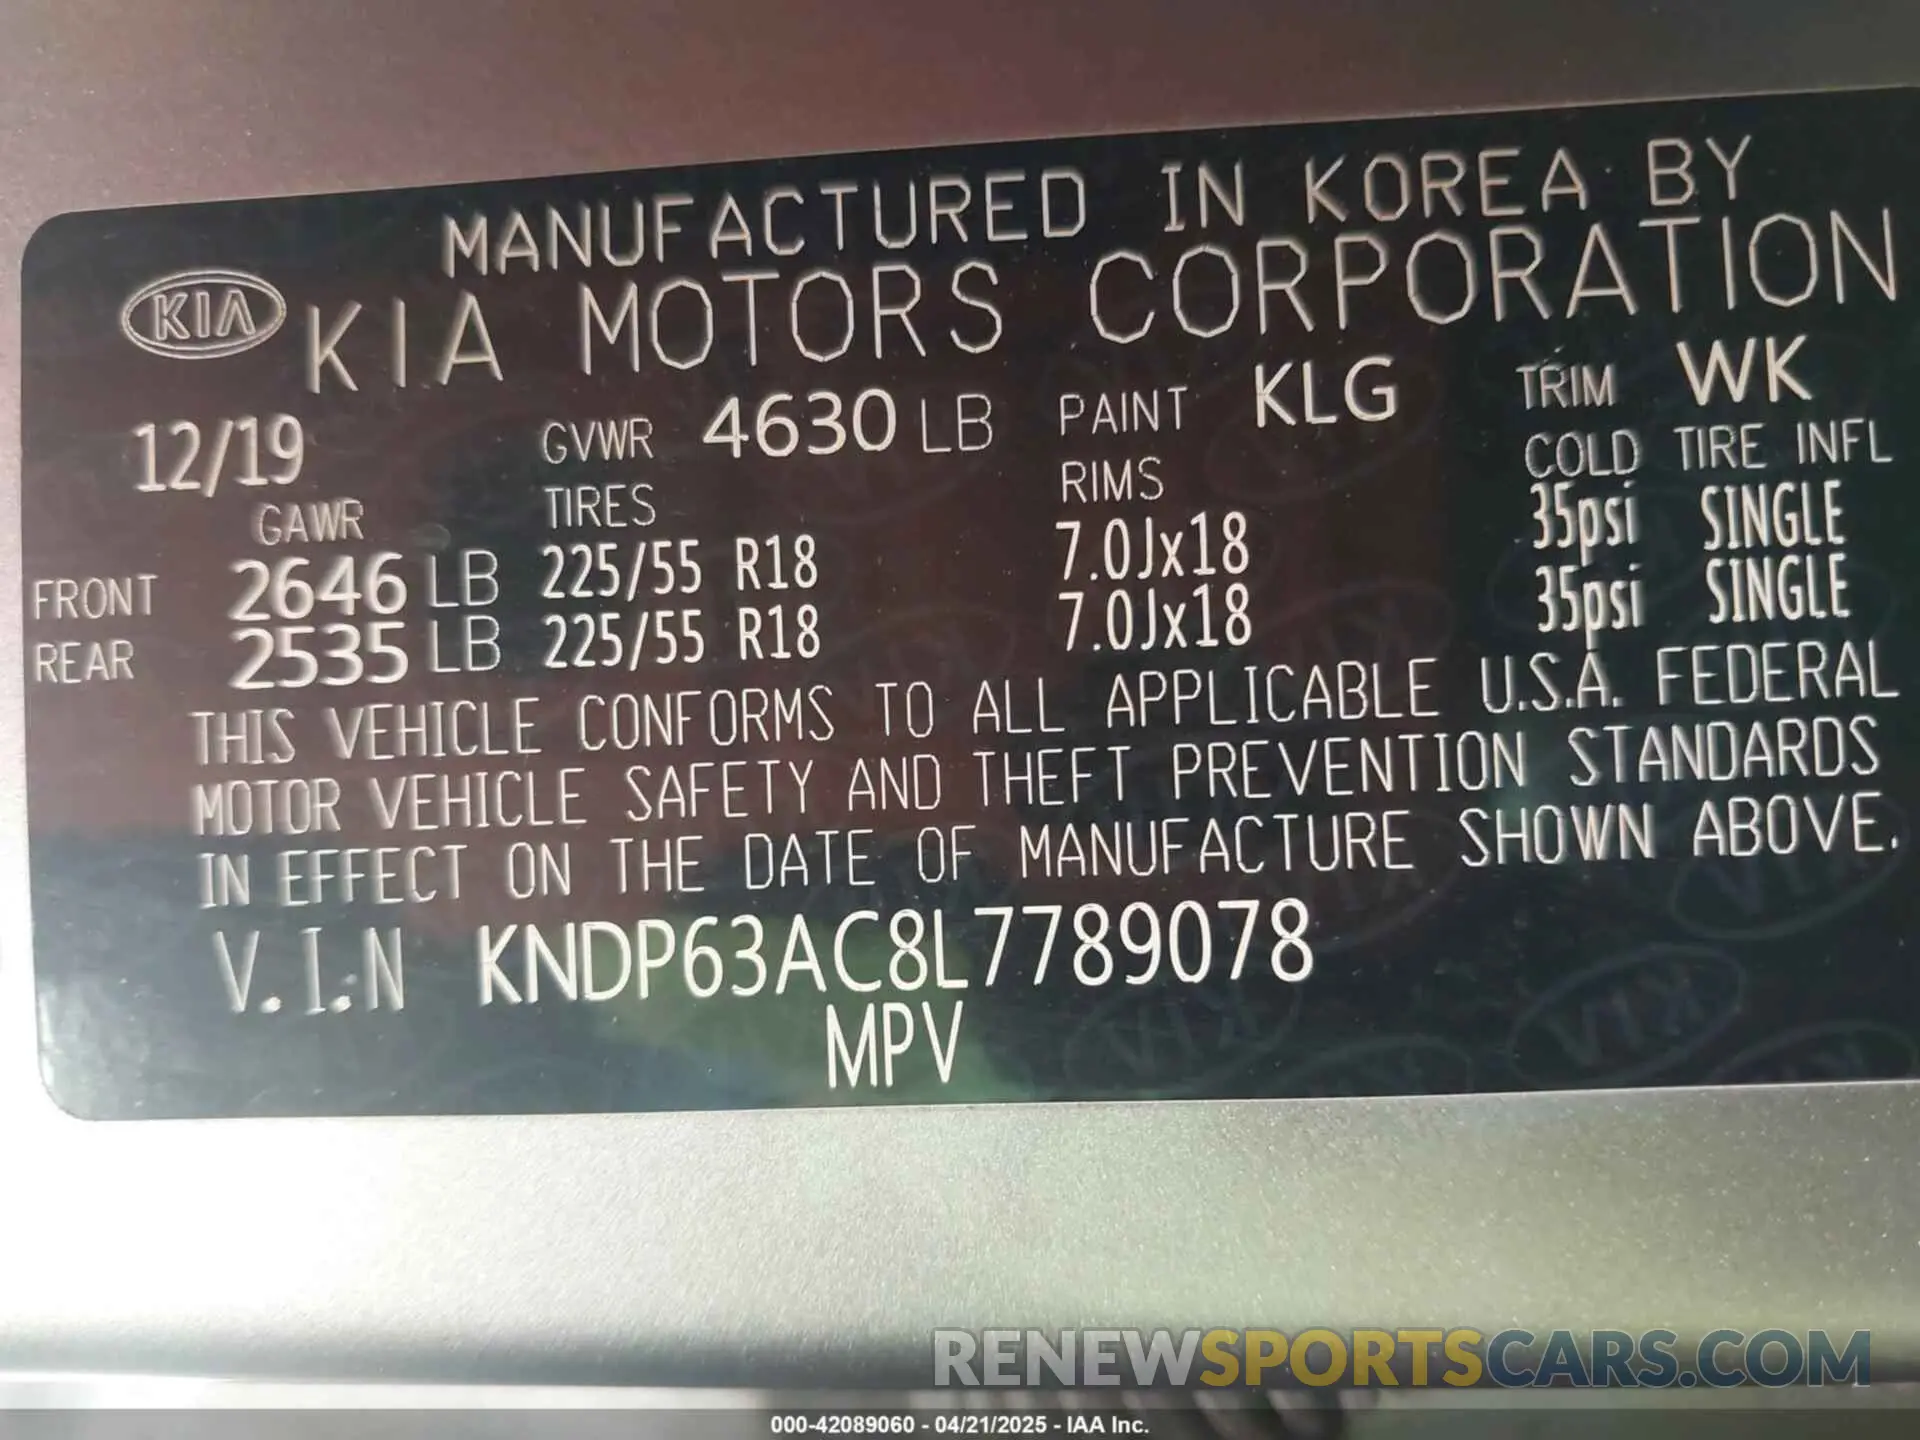 MANUFACTURED IN KOREA BY
KIA KIA MOTORS CORPORATION
12/19 GVWR 4630 LB PAINT KLG TRIM WK
GAWR TIRES RIMS COLD TIRE INFL
FRONT 2646 LB 225/55 R18 7.0Jx18 35psi SINGLE
REAR 2535 LB 225/55 R18 7.0Jx18 35psi SINGLE
THIS VEHICLE CONFORMS TO ALL APPLICABLE U.S.A. FEDERAL
MOTOR VEHICLE SAFETY AND THEFT PREVENTION STANDARDS
IN EFFECT ON THE DATE OF MANUFACTURE SHOWN ABOVE.
V.I.N KNDP63AC8L7789078
MPV
RENEWSPORTSCARS.COM
000-42089060 - 04/21/2025 - IAA Inc.